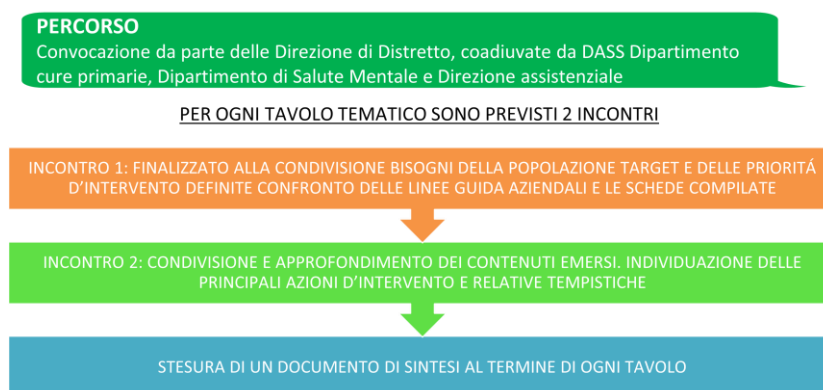 PERCORSO
Convocazione da parte delle Direzione di Distretto, coadiuvate da DASS Dipartimento
cure primarie, Dipartimento di Salute Mentale e Direzione assistenziale
PER OGNI TAVOLO TEMATICO SONO PREVISTI 2 INCONTRI
INCONTRO 1: FINALIZZATO ALLA CONDIVISIONE BISOGNI DELLA POPOLAZIONE TARGET E DELLE PRIORITÁ
D’INTERVENTO DEFINITE CONFRONTO DELLE LINEE GUIDA AZIENDALI E LE SCHEDE COMPILATE
INCONTRO 2: CONDIVISIONE E APPROFONDIMENTO DEI CONTENUTI EMERSI. INDIVIDUAZIONE DELLE
PRINCIPALI AZIONI D’INTERVENTO E RELATIVE TEMPISTICHE
STESURA DI UN DOCUMENTO DI SINTESI AL TERMINE DI OGNI TAVOLO